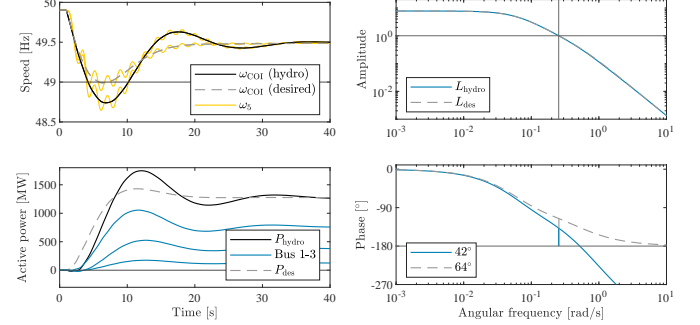 50
49.5
49
48.5
Speed [Hz]
0
10
20
30
40
ω_COI (hydro)
ω_COI (desired)
ω_5
10^0
10^-2
Amplitude
10^-3
10^-2
10^-1
10^0
10^1
L_hydro
L_des
1500
1000
500
0
Active power [MW]
0
10
20
30
40
Time [s]
P_hydro
Bus 1-3
P_des
0
-90
-180
-270
Phase [°]
10^-3
10^-2
10^-1
10^0
10^1
Angular frequency [rad/s]
42°
64°